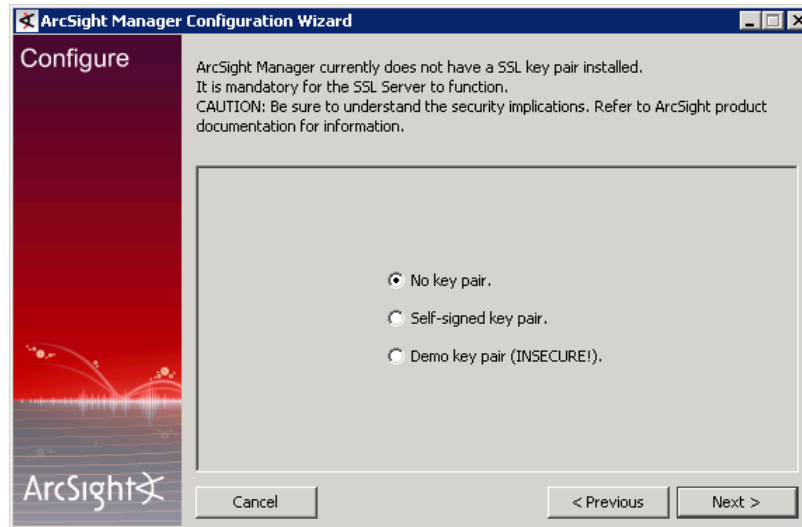 ArcSight Manager Configuration Wizard
Configure
ArcSight Manager currently does not have a SSL key pair installed.
It is mandatory for the SSL Server to function.
CAUTION: Be sure to understand the security implications. Refer to ArcSight product
documentation for information.
No key pair.
Self-signed key pair.
Demo key pair (INSECURE!).
ArcSight
Cancel
< Previous
Next >